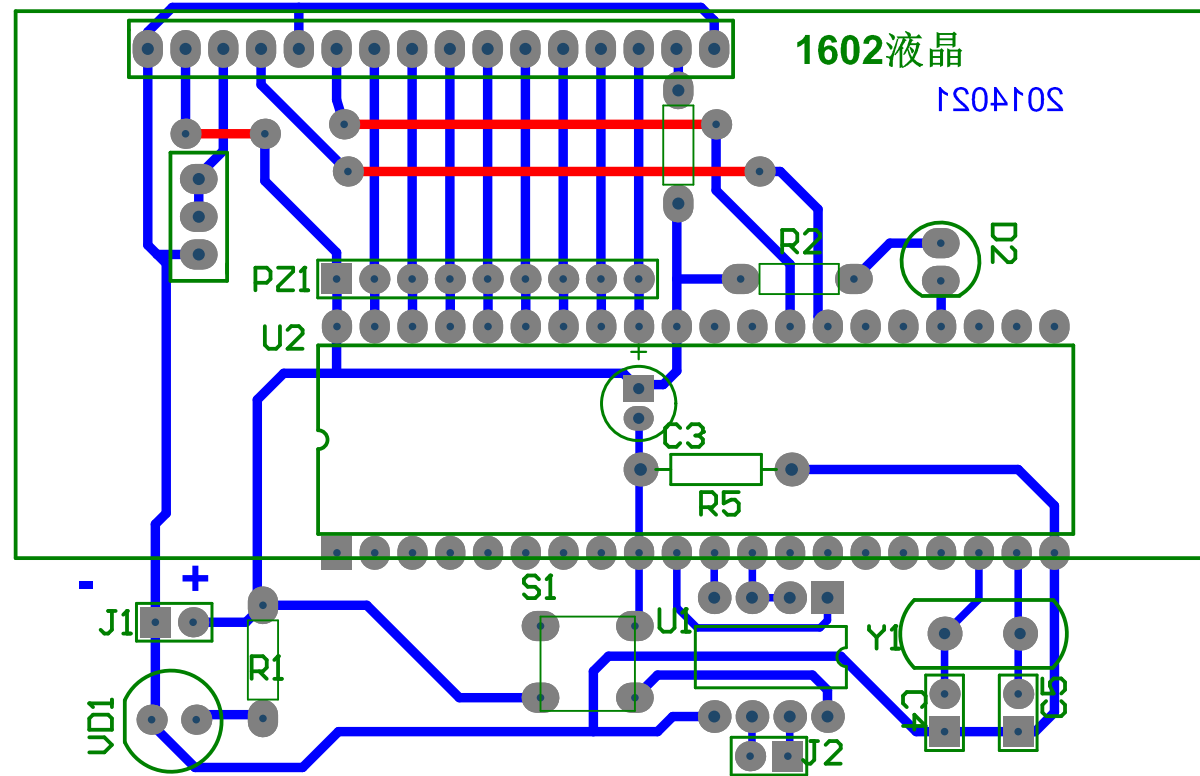 1602液晶
2014021
R2
D2
PZ1
U2
+
C3
R5
- +
S1
J1
U1
Y1
R1
C4
C5
VD1
J2